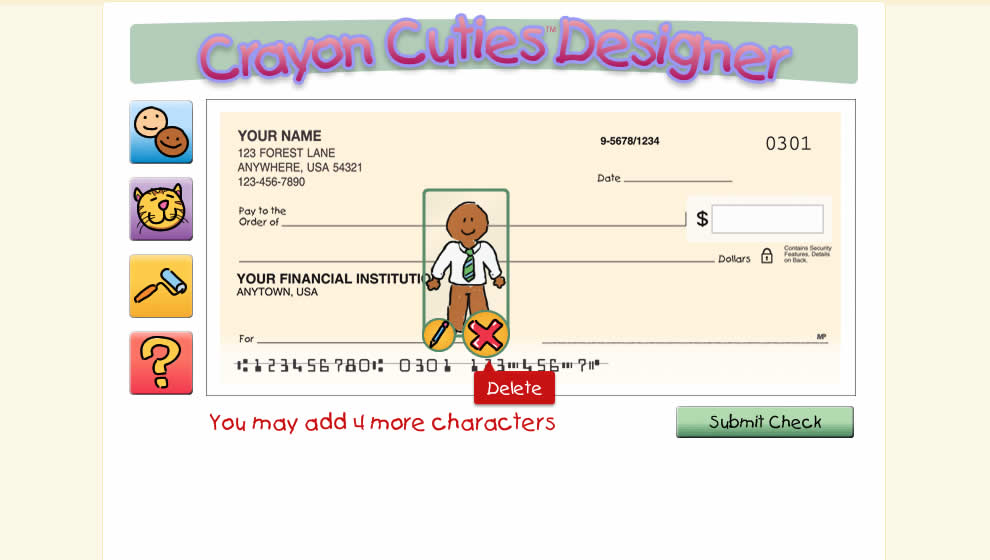 Crayon Cuties™ Designer
YOUR NAME
123 FOREST LANE
ANYWHERE, USA 54321
123-456-7890
9-5678/1234
0301
Date
Pay to the
Order of
$
Dollars
Contains Security
Features. Details
on Back.
YOUR FINANCIAL INSTITUTIO
ANYTOWN, USA
For
MP
⑆123456780⑆ 0301 123⑉456⑉7⑈
Delete
You may add 4 more characters
Submit Check